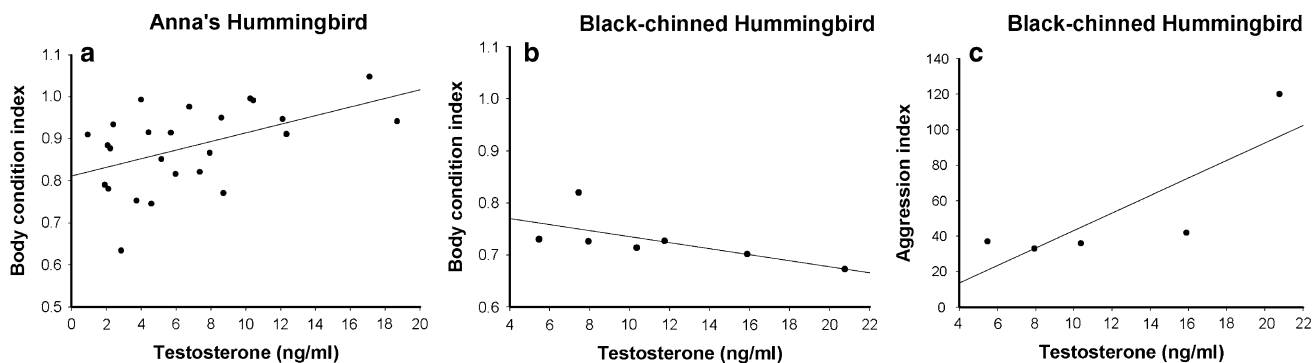 Anna's Hummingbird
a
1.1
1.0
0.9
0.8
0.7
0.6
0.5
Body condition index
0 2 4 6 8 10 12 14 16 18 20
Testosterone (ng/ml)
Black-chinned Hummingbird
b
1.1
1.0
0.9
0.8
0.7
0.6
Body condition index
4 6 8 10 12 14 16 18 20 22
Testosterone (ng/ml)
Black-chinned Hummingbird
c
140
120
100
80
60
40
20
0
Aggression index
4 6 8 10 12 14 16 18 20 22
Testosterone (ng/ml)